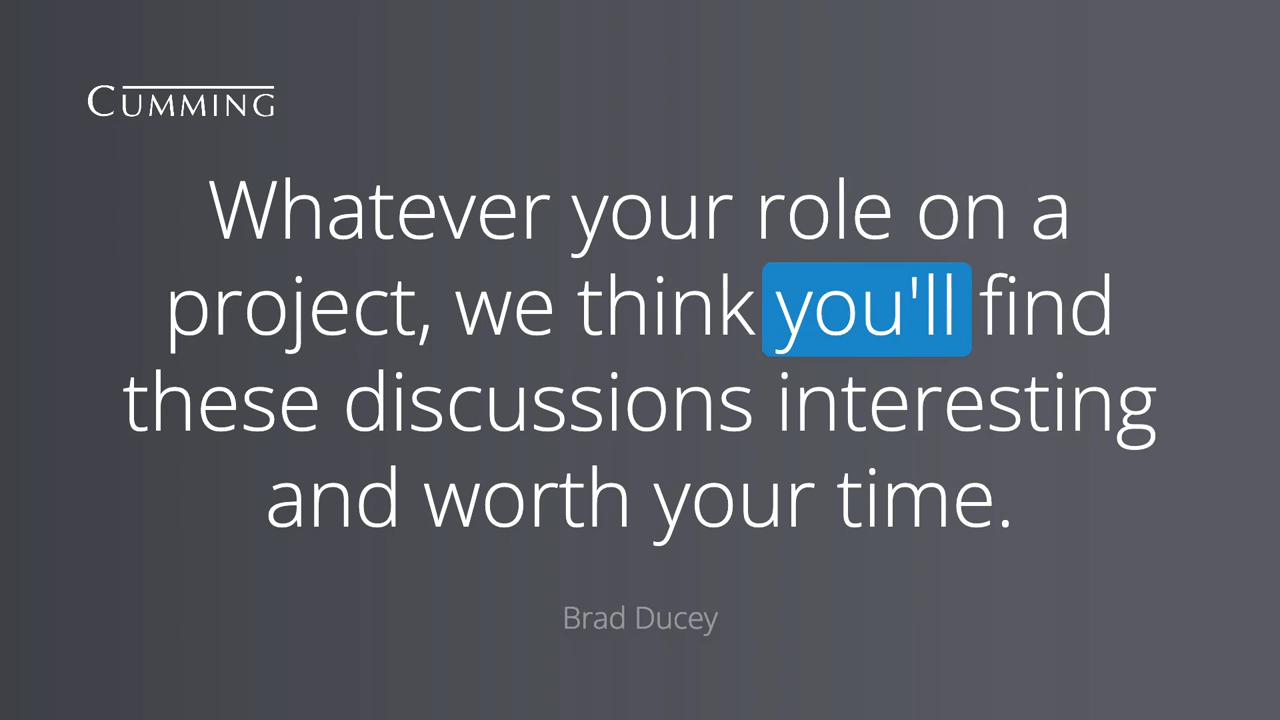 CUMMING
Whatever your role on a
project, we think you'll find
these discussions interesting
and worth your time.
Brad Ducey